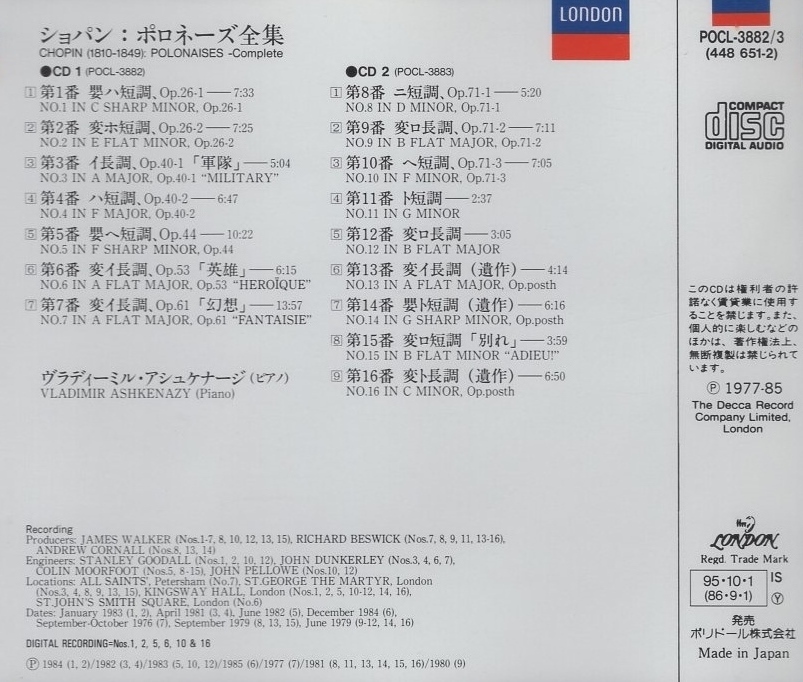 ショパン：ポロネーズ全集
CHOPIN (1810-1849): POLONAISES -Complete
●CD 1 (POCL-3882)
1 第1番 嬰ハ短調、Op.26-1 ── 7:33
NO.1 IN C SHARP MINOR, Op.26-1
2 第2番 変ホ短調、Op.26-2 ── 7:25
NO.2 IN E FLAT MINOR, Op.26-2
3 第3番 イ長調、Op.40-1「軍隊」── 5:04
NO.3 IN A MAJOR, Op.40-1 “MILITARY”
4 第4番 ハ短調、Op.40-2 ── 6:47
NO.4 IN F MAJOR, Op.40-2
5 第5番 嬰ヘ短調、Op.44 ── 10:22
NO.5 IN F SHARP MINOR, Op.44
6 第6番 変イ長調、Op.53「英雄」── 6:15
NO.6 IN A FLAT MAJOR, Op.53 “HEROÏQUE”
7 第7番 変イ長調、Op.61「幻想」── 13:57
NO.7 IN A FLAT MAJOR, Op.61 “FANTAISIE”
ヴラディーミル・アシュケナージ（ピアノ）
VLADIMIR ASHKENAZY (Piano)
●CD 2 (POCL-3883)
1 第8番 ニ短調、Op.71-1 ── 5:20
NO.8 IN D MINOR, Op.71-1
2 第9番 変ロ長調、Op.71-2 ── 7:11
NO.9 IN B FLAT MAJOR, Op.71-2
3 第10番 ヘ短調、Op.71-3 ── 7:05
NO.10 IN F MINOR, Op.71-3
4 第11番 ト短調 ── 2:37
NO.11 IN G MINOR
5 第12番 変ロ長調 ── 3:05
NO.12 IN B FLAT MAJOR
6 第13番 変イ長調（遺作）── 4:14
NO.13 IN A FLAT MAJOR, Op.posth
7 第14番 嬰ト短調（遺作）── 6:16
NO.14 IN G SHARP MINOR, Op.posth
8 第15番 変ロ短調「別れ」── 3:59
NO.15 IN B FLAT MINOR “ADIEU!”
9 第16番 変ト長調（遺作）── 6:50
NO.16 IN C MINOR, Op.posth
Recording
Producers: JAMES WALKER (Nos.1-7, 8, 10, 12, 13, 15), RICHARD BESWICK (Nos.7, 8, 9, 11, 13-16),
ANDREW CORNALL (Nos.8, 13, 14)
Engineers: STANLEY GOODALL (Nos.1, 2, 10, 12), JOHN DUNKERLEY (Nos.3, 4, 6, 7),
COLIN MOORFOOT (Nos.5, 8-15), JOHN PELLOWE (Nos.10, 12)
Locations: ALL SAINTS', Petersham (No.7), ST.GEORGE THE MARTYR, London
(Nos.3, 4, 8, 9, 13, 15), KINGSWAY HALL, London (Nos.1, 2, 5, 10-12, 14, 16),
ST.JOHN'S SMITH SQUARE, London (No.6)
Dates: January 1983 (1, 2), April 1981 (3, 4), June 1982 (5), December 1984 (6),
September-October 1976 (7), September 1979 (8, 13, 15), June 1979 (9-12, 14, 16)
DIGITAL RECORDING=Nos.1, 2, 5, 6, 10 & 16
Ⓟ 1984 (1, 2)/1982 (3, 4)/1983 (5, 10, 12)/1985 (6)/1977 (7)/1981 (8, 11, 13, 14, 15, 16)/1980 (9)
LONDON
POCL-3882/3
(448 651-2)
COMPACT
disc
DIGITAL AUDIO
このCDは権利者の許
諾なく賃貸業に使用す
ることを禁じます。また、
個人的に楽しむなどの
ほかは、著作権法上、
無断複製は禁じられて
います。
Ⓟ 1977-85
The Decca Record
Company Limited,
London
LONDON
Regd. Trade Mark
95・10・1
(86・9・1)
IS
Ⓨ
発売
ポリドール株式会社
Made in Japan